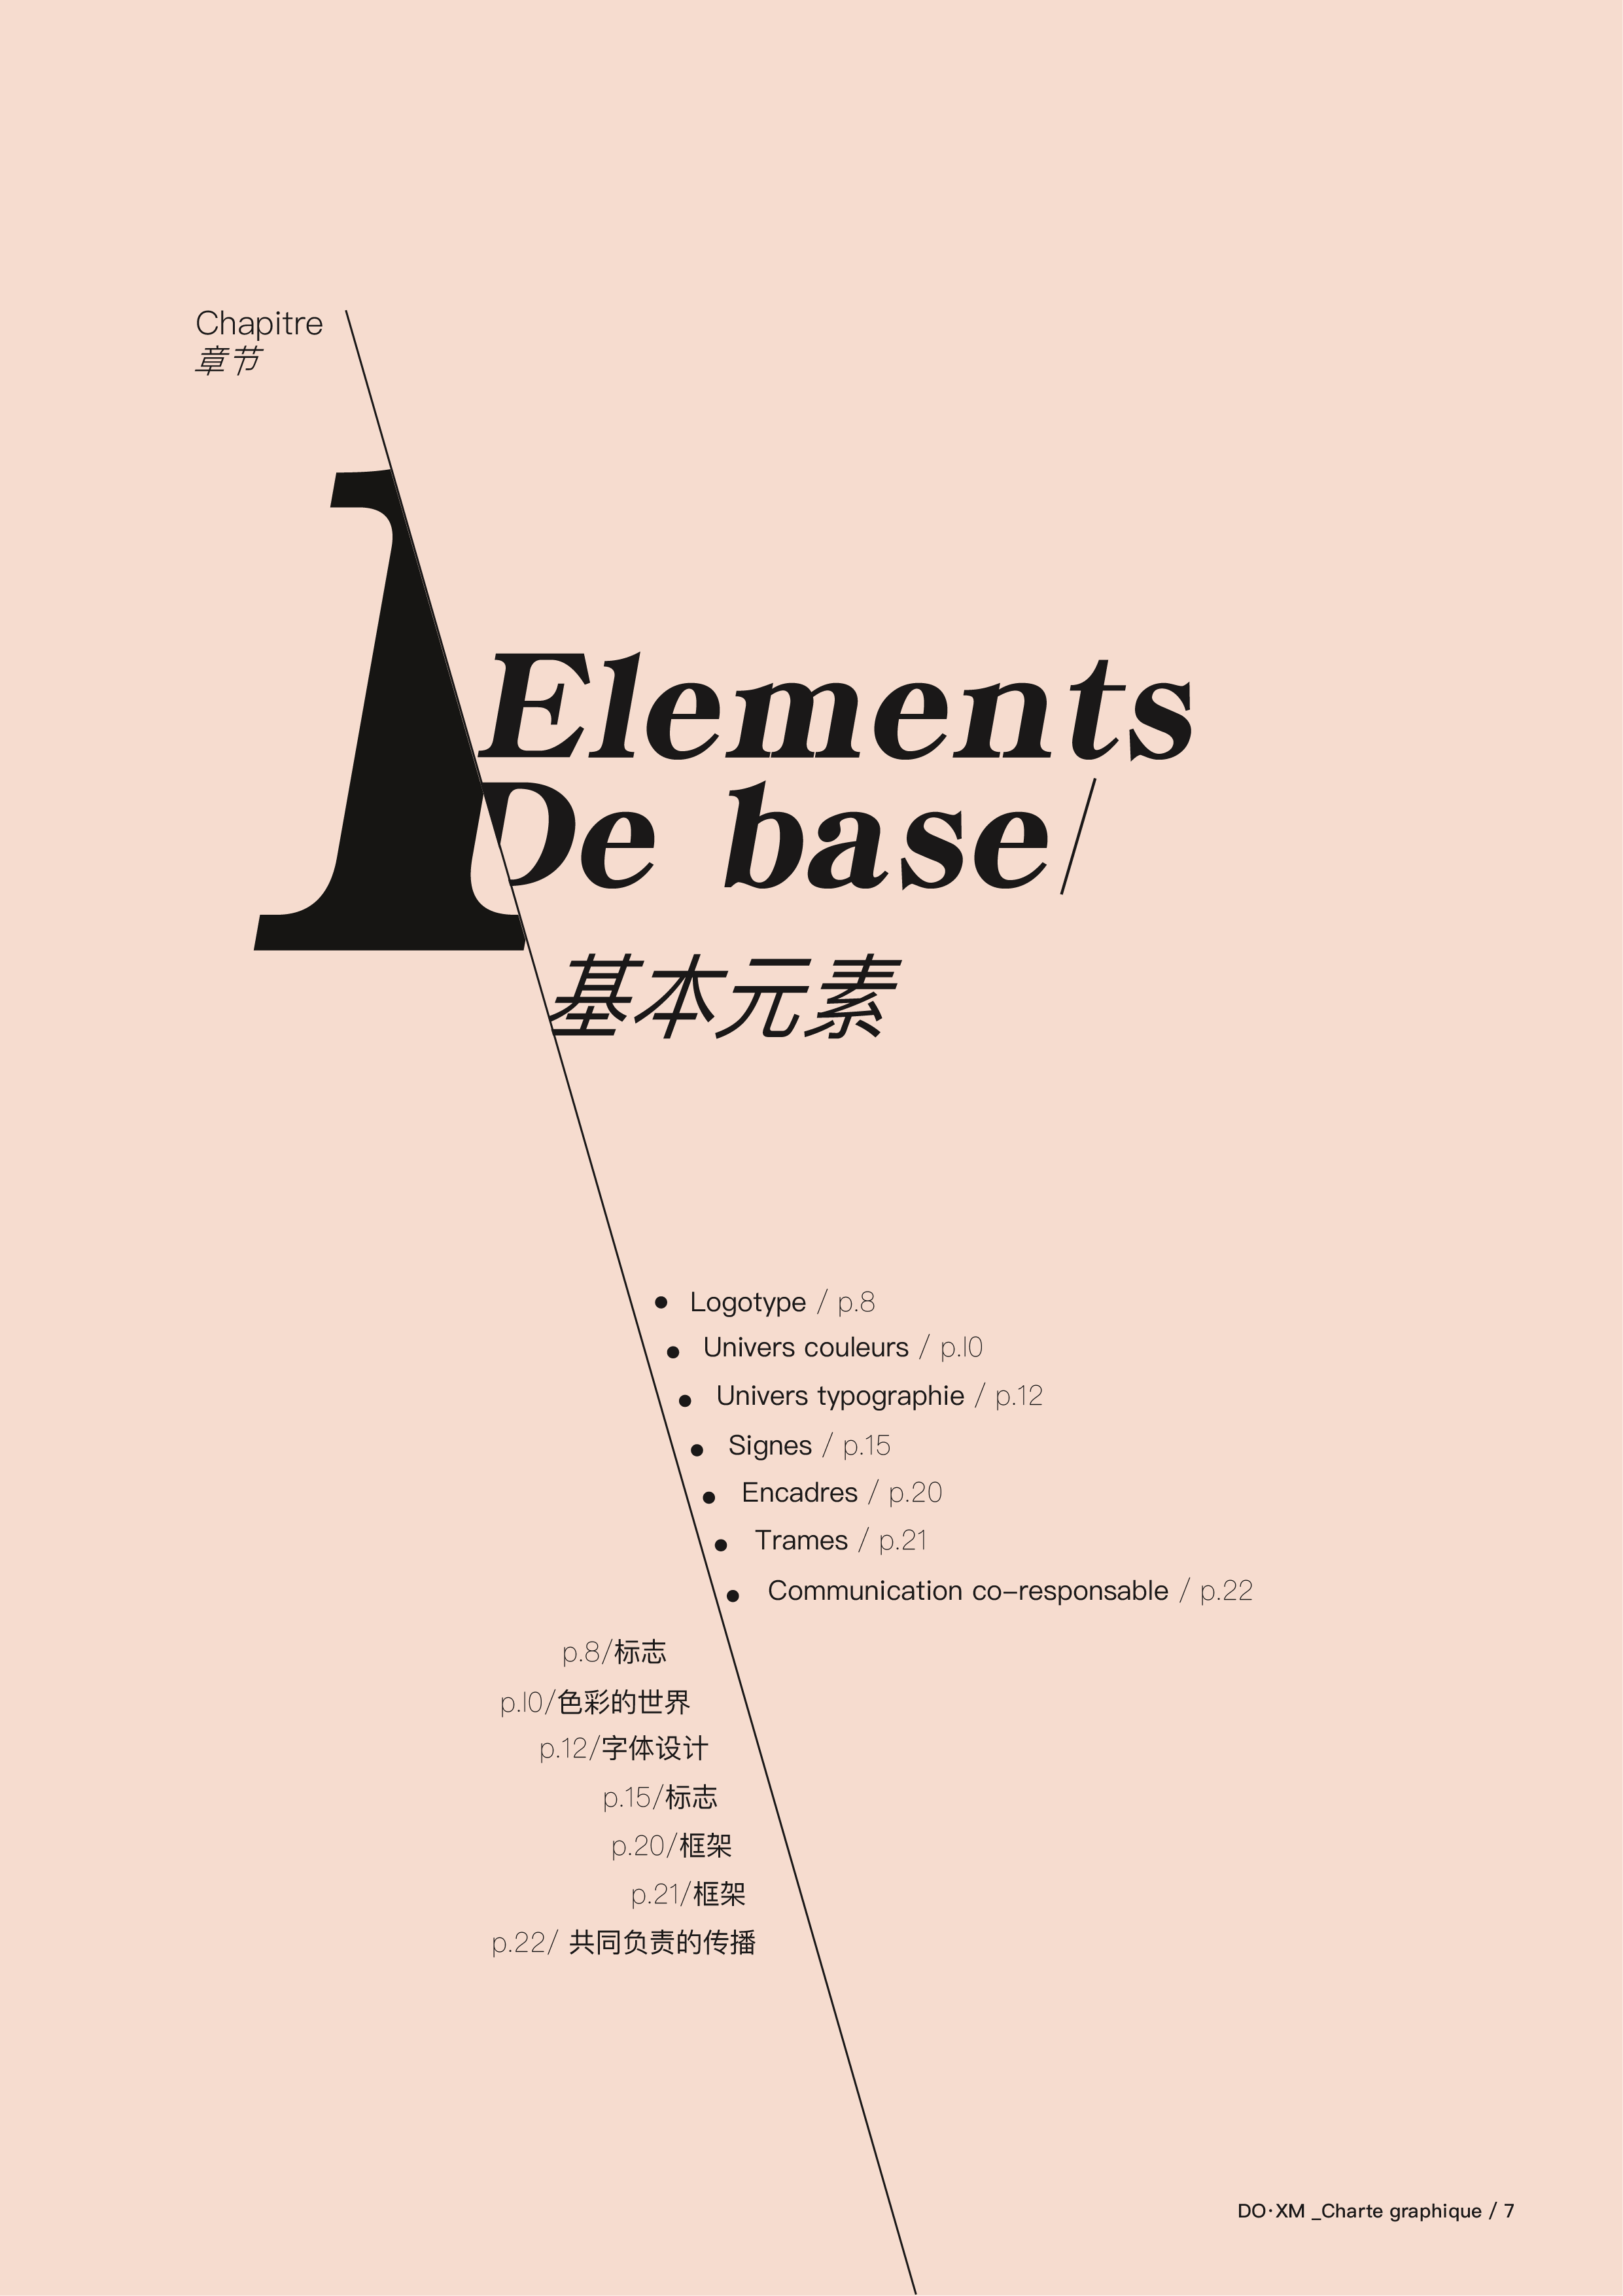 Chapitre
章节
1
Elements
De base/
基本元素
• Logotype / p.8
• Univers couleurs / p.l0
• Univers typographie / p.12
• Signes / p.15
• Encadres / p.20
• Trames / p.21
• Communication co–responsable / p.22
p.8/标志
p.l0/色彩的世界
p.12/字体设计
p.15/标志
p.20/框架
p.21/框架
p.22/ 共同负责的传播
DO·XM _Charte graphique / 7